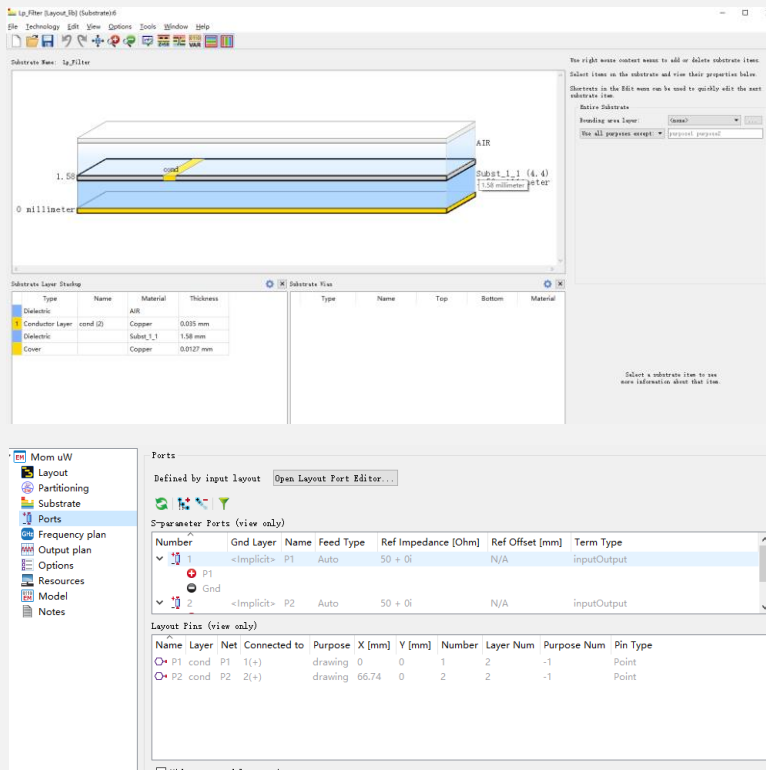 Lp_Filter [Layout_lib] (Substrate):6
File Technology Edit View Options Tools Window Help
Substrate Name: Lp_Filter
Use right mouse context menus to add or delete substrate items.
Select items on the substrate and view their properties below.
Shortcuts in the Edit menu can be used to quickly edit the next
substrate item.
Entire Substrate
Bounding area layer: (none)
Use all purposes except: purpose1 purpose2
AIR
cond
1.58
Subst_1_1 (4.4)
1.58 millimeter
0 millimeter
Substrate Layer Stackup
Type Name Material Thickness
Dielectric AIR
1 Conductor Layer cond (2) Copper 0.035 mm
Dielectric Subst_1_1 1.58 mm
Cover Copper 0.0127 mm
Substrate Vias
Type Name Top Bottom Material
Select a substrate item to see
more information about that item.
EM Mom uW
Layout
Partitioning
Substrate
Ports
GHz Frequency plan
Output plan
Options
Resources
EM Model
Notes
Ports
Defined by input layout Open Layout Port Editor...
S-parameter Ports (view only)
Number Gnd Layer Name Feed Type Ref Impedance [Ohm] Ref Offset [mm] Term Type
1 <Implicit> P1 Auto 50 + 0i N/A inputOutput
P1
Gnd
2 <Implicit> P2 Auto 50 + 0i N/A inputOutput
Layout Pins (view only)
Name Layer Net Connected to Purpose X [mm] Y [mm] Number Layer Num Purpose Num Pin Type
P1 cond P1 1(+) drawing 0 0 1 2 -1 Point
P2 cond P2 2(+) drawing 66.74 0 2 2 -1 Point